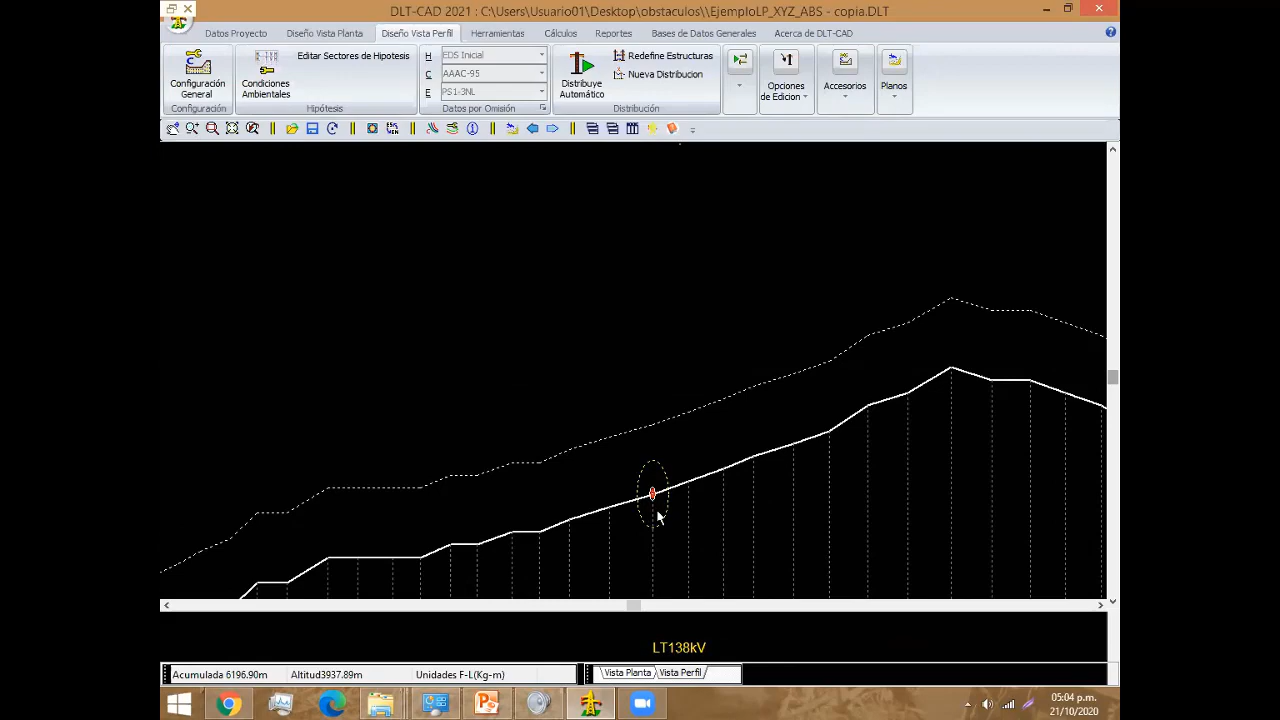 DLT-CAD 2021 : C:\Users\Usuario01\Desktop\obstaculos\\EjemploLP_XYZ_ABS - copia.DLT
Datos Proyecto
Diseño Vista Planta
Diseño Vista Perfil
Herramientas
Cálculos
Reportes
Bases de Datos Generales
Acerca de DLT-CAD
Configuración General
Configuración
Condiciones Ambientales
Editar Sectores de Hipotesis
Hipótesis
H EDS Inicial
C AAAC-95
E PS1-3NL
Datos por Omisión
Distribuye Automático
Redefine Estructuras
Nueva Distribucion
Distribución
Opciones de Edicion
Accesorios
Planos
LT138kV
Acumulada 6196.90m
Altitud3937.89m
Unidades F-L(Kg-m)
Vista Planta
Vista Perfil
05:04 p.m.
21/10/2020